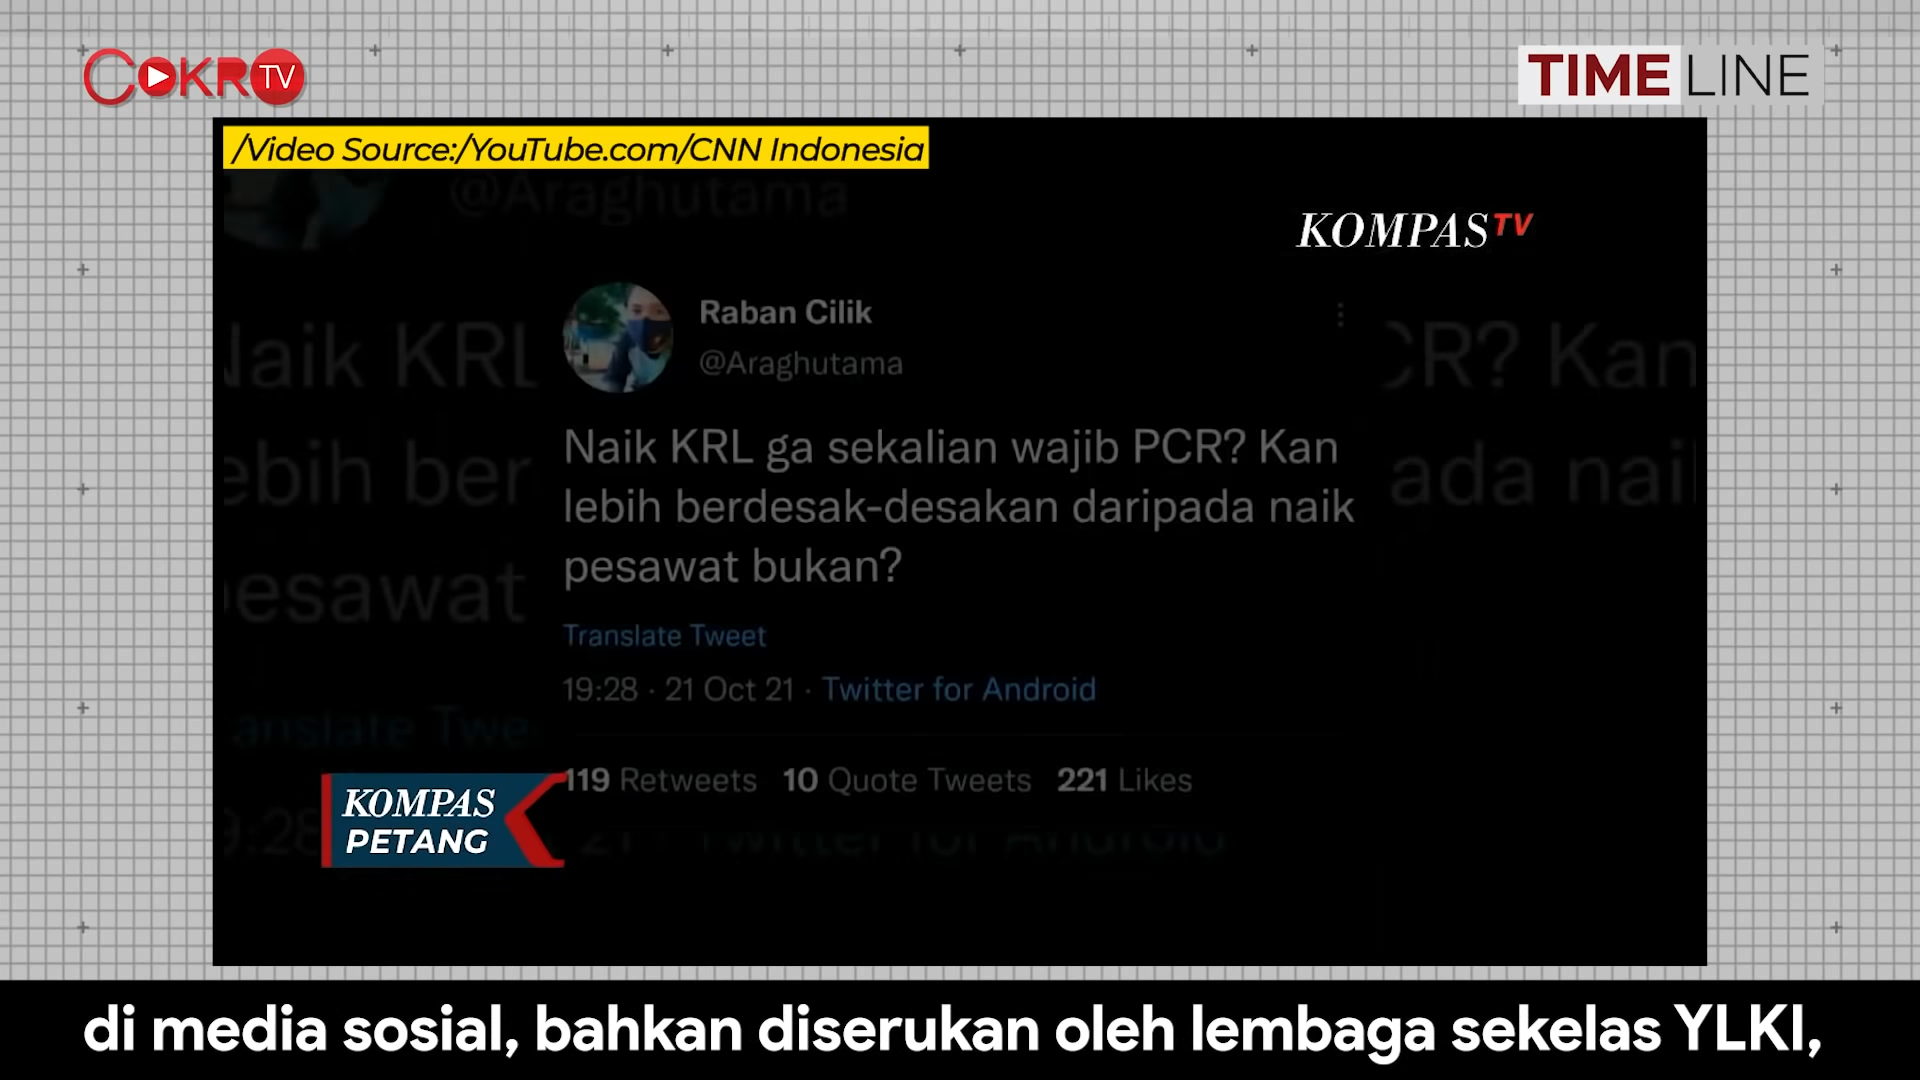 COKRO TV
TIMELINE
/Video Source:/YouTube.com/CNN Indonesia
@Araghutama
KOMPAS TV
Raban Cilik
@Araghutama
Naik KRL ga sekalian wajib PCR? Kan
lebih berdesak-desakan daripada naik
pesawat bukan?
Translate Tweet
19:28 · 21 Oct 21 · Twitter for Android
119 Retweets 10 Quote Tweets 221 Likes
KOMPAS
PETANG
di media sosial, bahkan diserukan oleh lembaga sekelas YLKI,